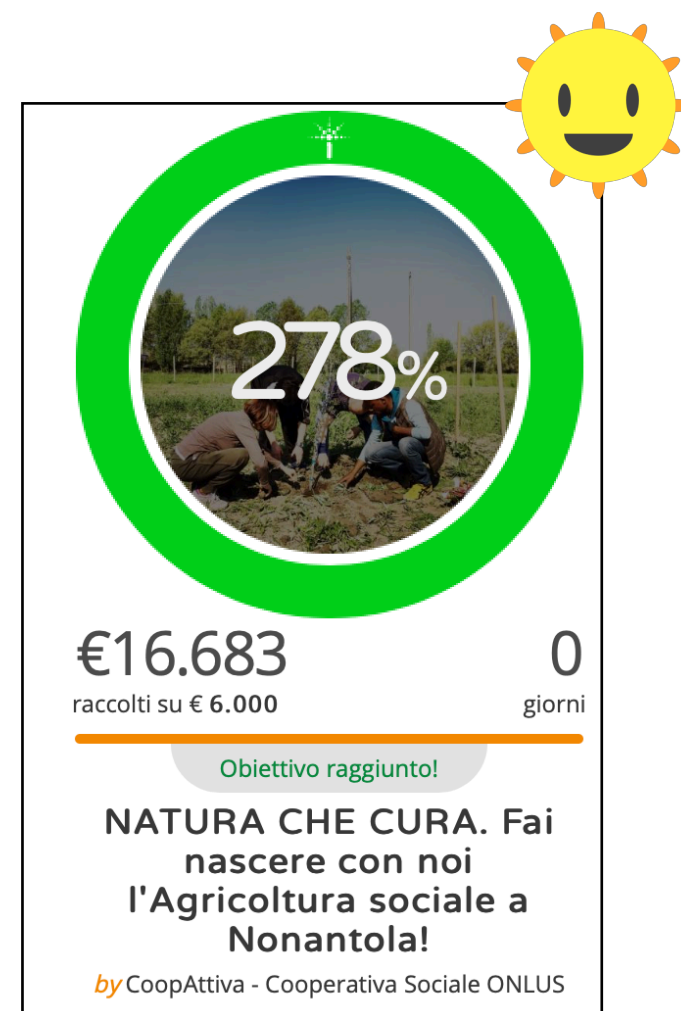 278%
€16.683
0
raccolti su € 6.000
giorni
Obiettivo raggiunto!
NATURA CHE CURA. Fai
nascere con noi
l'Agricoltura sociale a
Nonantola!
by CoopAttiva - Cooperativa Sociale ONLUS